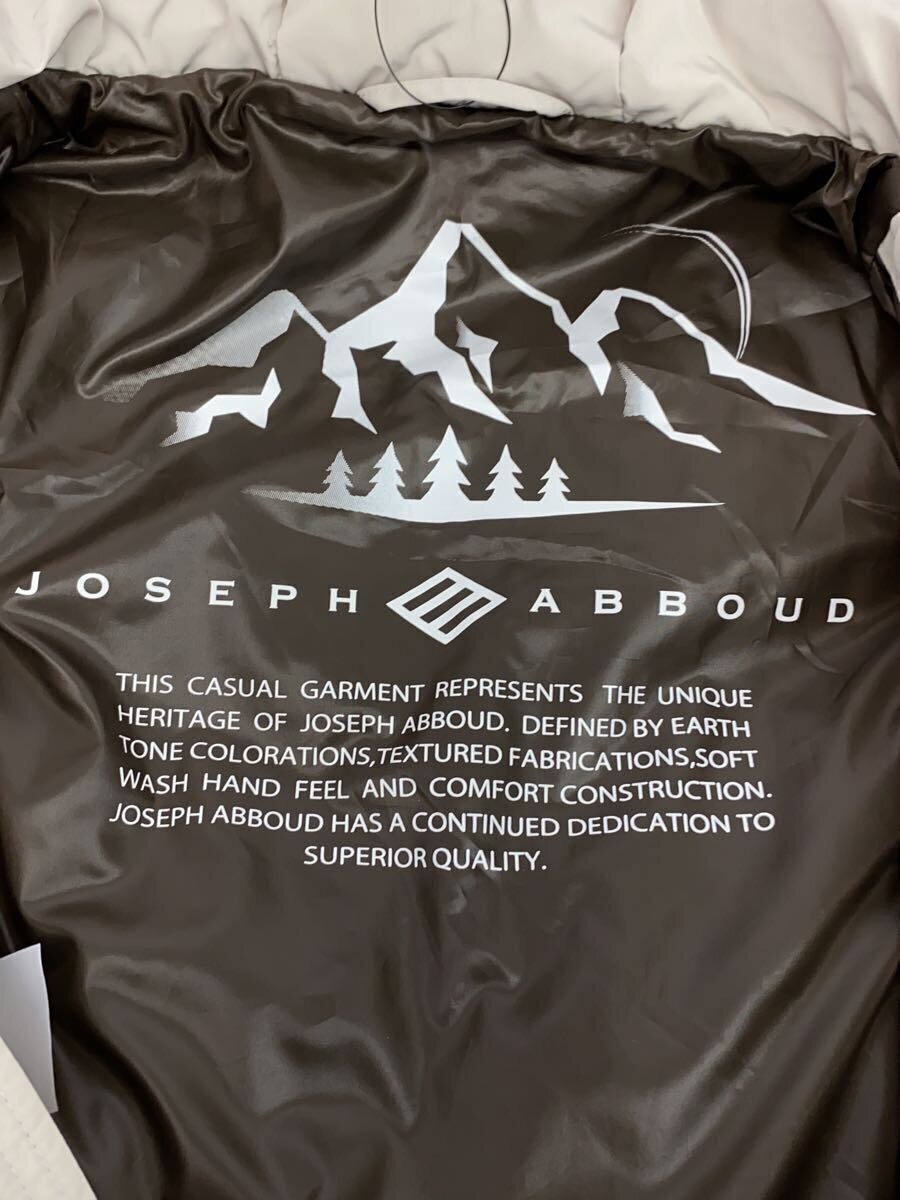 JOSEPH ABBOUD
THIS CASUAL GARMENT REPRESENTS THE UNIQUE
HERITAGE OF JOSEPH ABBOUD. DEFINED BY EARTH
TONE COLORATIONS,TEXTURED FABRICATIONS,SOFT
WASH HAND FEEL AND COMFORT CONSTRUCTION.
JOSEPH ABBOUD HAS A CONTINUED DEDICATION TO
SUPERIOR QUALITY.